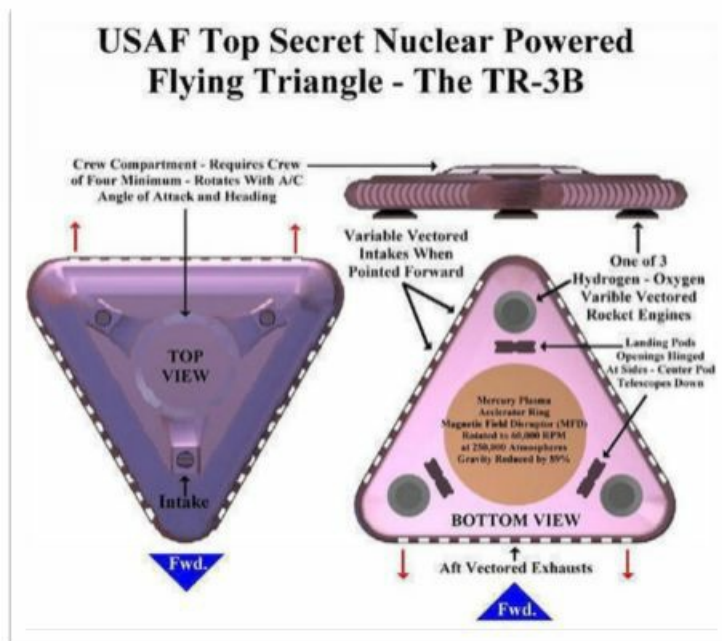 USAF Top Secret Nuclear Powered
Flying Triangle - The TR-3B
Crew Compartment - Requires Crew
of Four Minimum - Rotates With A/C
Angle of Attack and Heading
Variable Vectored
Intakes When
Pointed Forward
One of 3
Hydrogen - Oxygen
Varible Vectored
Rocket Engines
Landing Pods
Openings Hinged
At Sides - Center Pod
Telescopes Down
TOP
VIEW
Intake
Fwd.
Mercury Plasma
Accelerator Ring
Magnetic Field Disruptor (MFD)
Rotated to 60,000 RPM
at 250,000 Atmospheres
Gravity Reduced by 89%
BOTTOM VIEW
Aft Vectored Exhausts
Fwd.